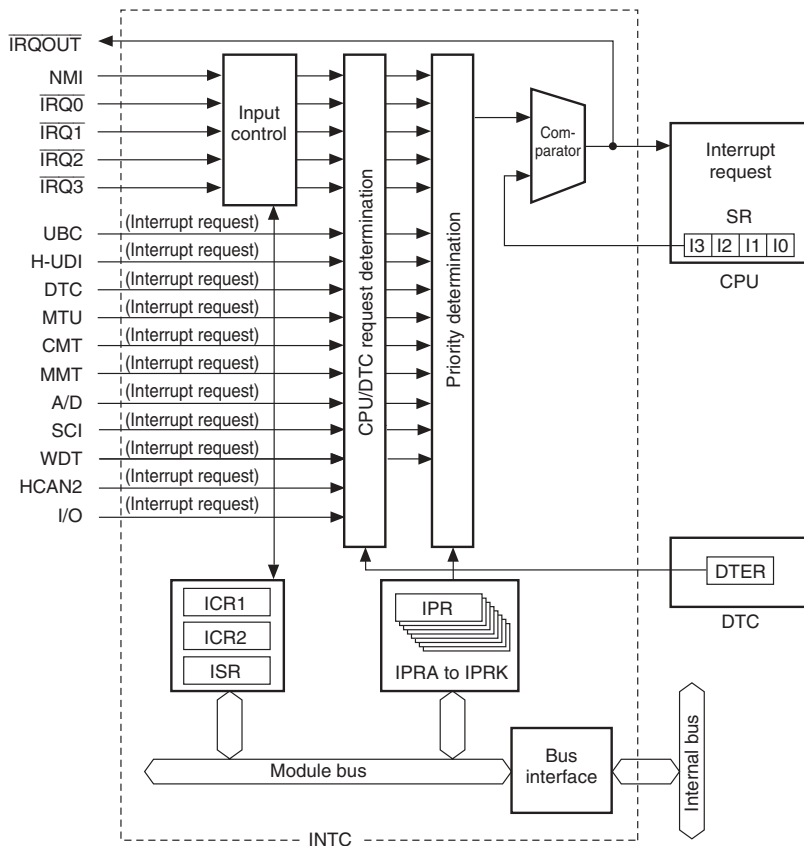 IRQOUT
NMI
IRQ0
IRQ1
IRQ2
IRQ3
Input
control
UBC (Interrupt request)
H-UDI (Interrupt request)
DTC (Interrupt request)
MTU (Interrupt request)
CMT (Interrupt request)
MMT (Interrupt request)
A/D (Interrupt request)
SCI (Interrupt request)
WDT (Interrupt request)
HCAN2 (Interrupt request)
I/O (Interrupt request)
CPU/DTC request determination
Priority determination
Com-
parator
Interrupt
request
SR
I3 I2 I1 I0
CPU
DTER
DTC
ICR1
ICR2
ISR
IPR
IPRA to IPRK
Module bus
Bus
interface
Internal bus
INTC